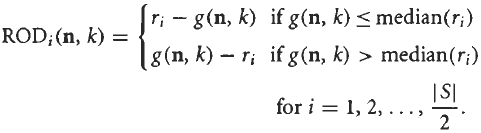 ROD_i(n, k) = { r_i − g(n, k) if g(n, k) ≤ median(r_i)
g(n, k) − r_i if g(n, k) > median(r_i)
for i = 1, 2, . . . , |S|/2.